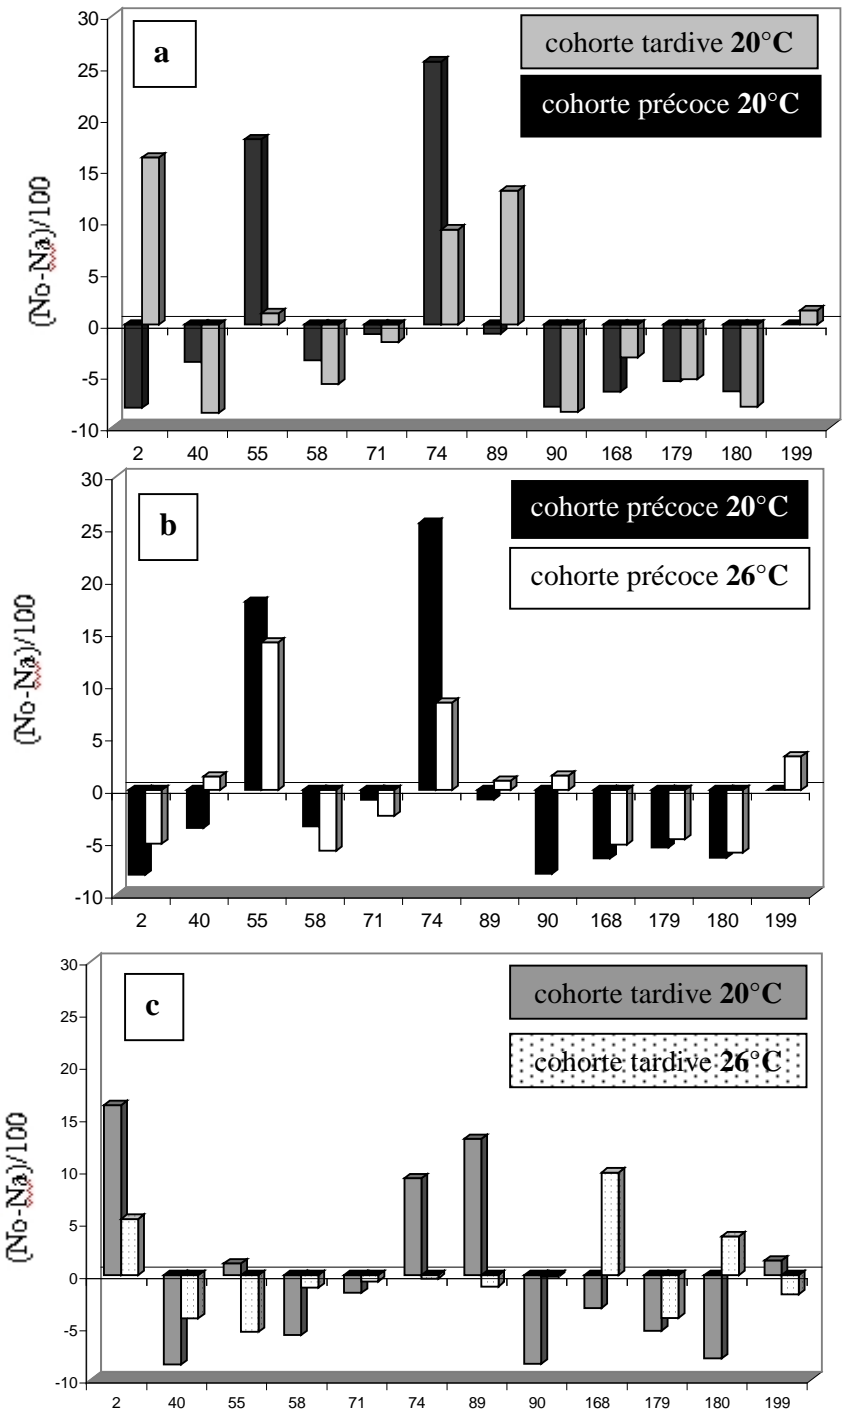 a
cohorte tardive 20°C
cohorte précoce 20°C
(No-Na)/100
30
25
20
15
10
5
0
-5
-10
2 40 55 58 71 74 89 90 168 179 180 199
b
cohorte précoce 20°C
cohorte précoce 26°C
(No-Na)/100
30
25
20
15
10
5
0
-5
-10
2 40 55 58 71 74 89 90 168 179 180 199
c
cohorte tardive 20°C
cohorte tardive 26°C
(No-Na)/100
30
25
20
15
10
5
0
-5
-10
2 40 55 58 71 74 89 90 168 179 180 199